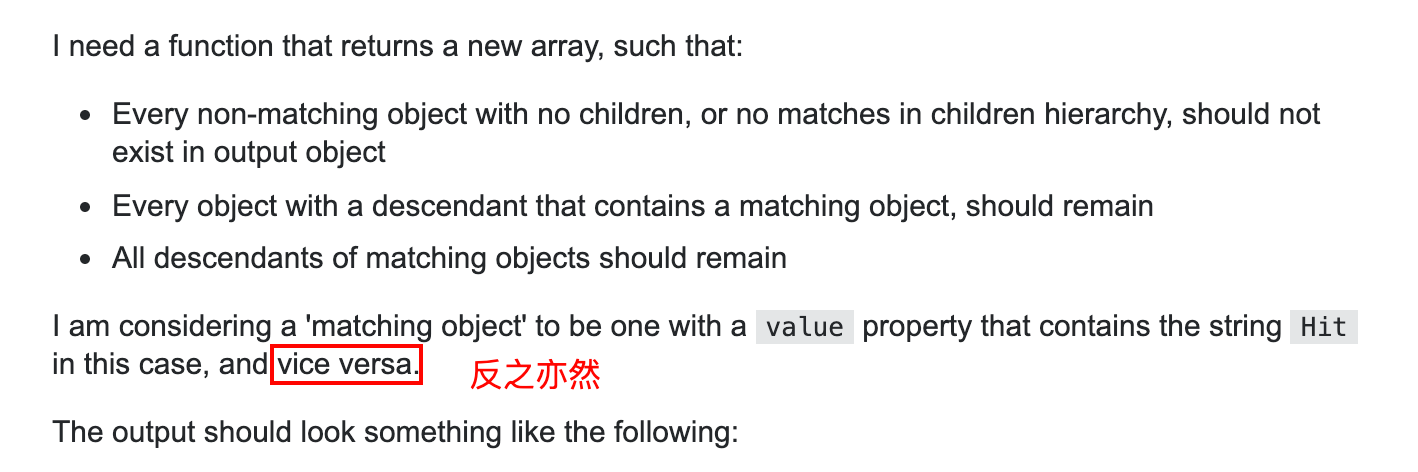 I need a function that returns a new array, such that:
• Every non-matching object with no children, or no matches in children hierarchy, should not
exist in output object
• Every object with a descendant that contains a matching object, should remain
• All descendants of matching objects should remain
I am considering a 'matching object' to be one with a value property that contains the string Hit
in this case, and vice versa. 反之亦然
The output should look something like the following: